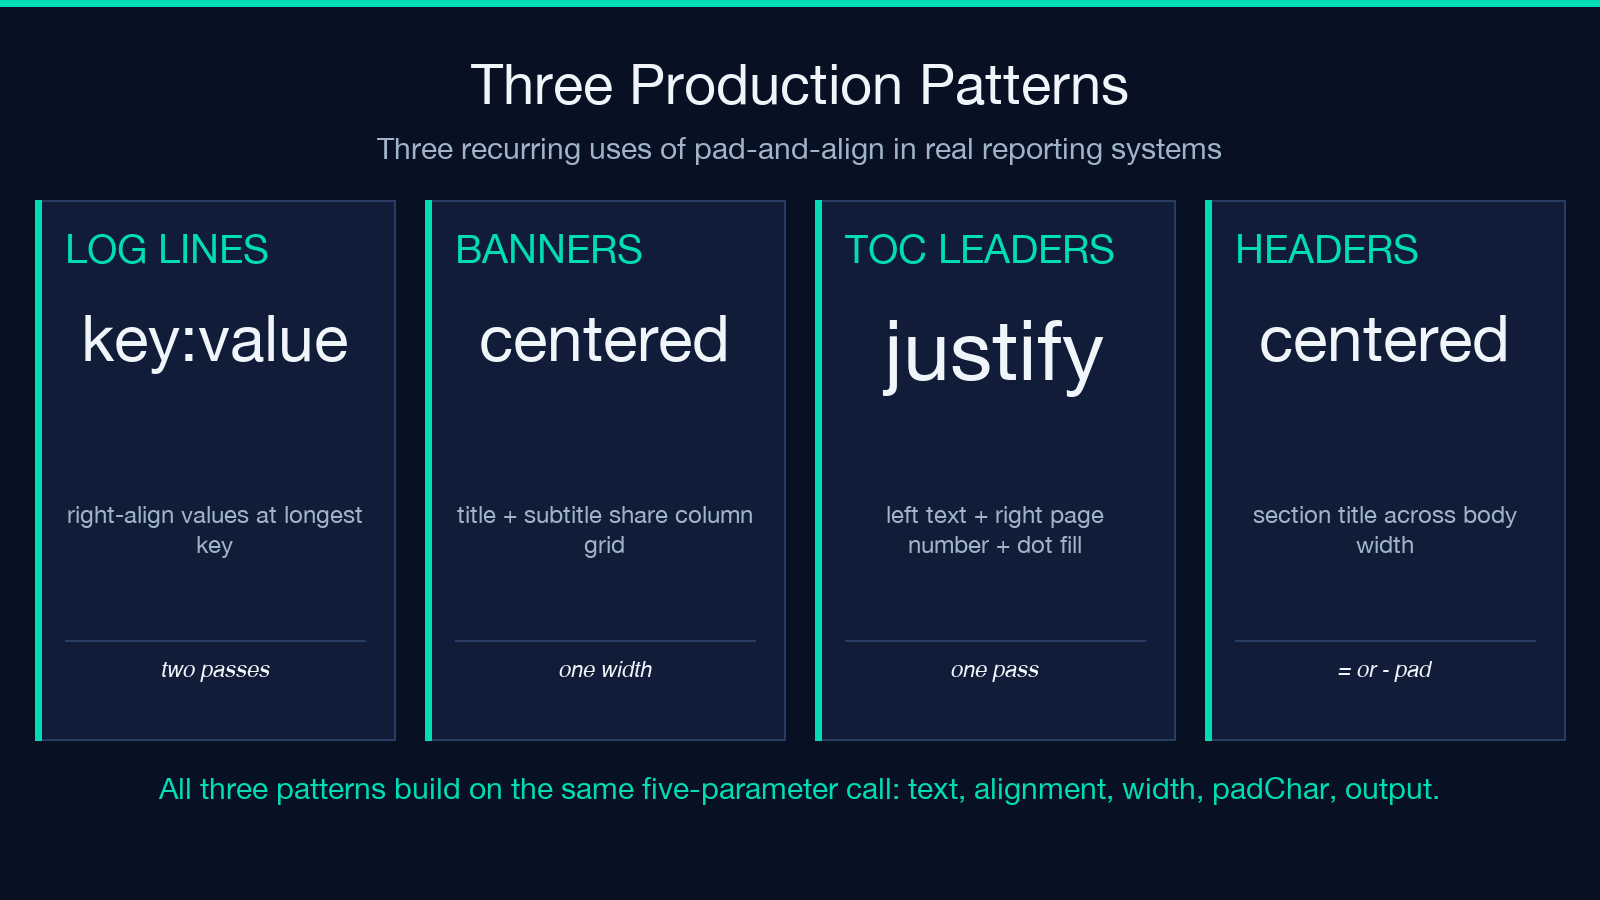 Three Production Patterns
Three recurring uses of pad-and-align in real reporting systems
LOG LINES
key:value
right-align values at longest
key
two passes
BANNERS
centered
title + subtitle share column
grid
one width
TOC LEADERS
justify
left text + right page
number + dot fill
one pass
HEADERS
centered
section title across body
width
= or - pad
All three patterns build on the same five-parameter call: text, alignment, width, padChar, output.